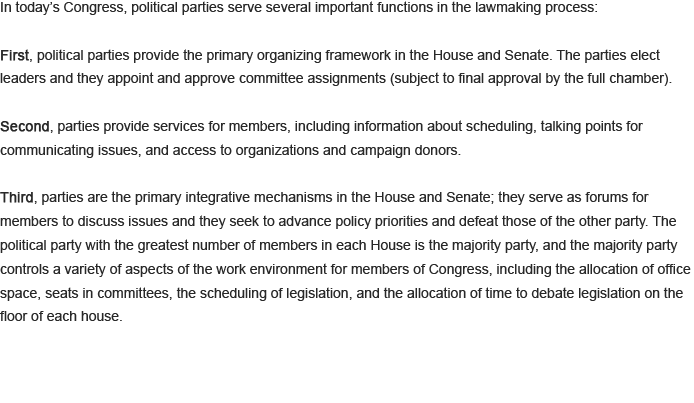 In today’s Congress, political parties serve several important functions in the lawmaking process:
First, political parties provide the primary organizing framework in the House and Senate. The parties elect
leaders and they appoint and approve committee assignments (subject to final approval by the full chamber).
Second, parties provide services for members, including information about scheduling, talking points for
communicating issues, and access to organizations and campaign donors.
Third, parties are the primary integrative mechanisms in the House and Senate; they serve as forums for
members to discuss issues and they seek to advance policy priorities and defeat those of the other party. The
political party with the greatest number of members in each House is the majority party, and the majority party
controls a variety of aspects of the work environment for members of Congress, including the allocation of office
space, seats in committees, the scheduling of legislation, and the allocation of time to debate legislation on the
floor of each house.